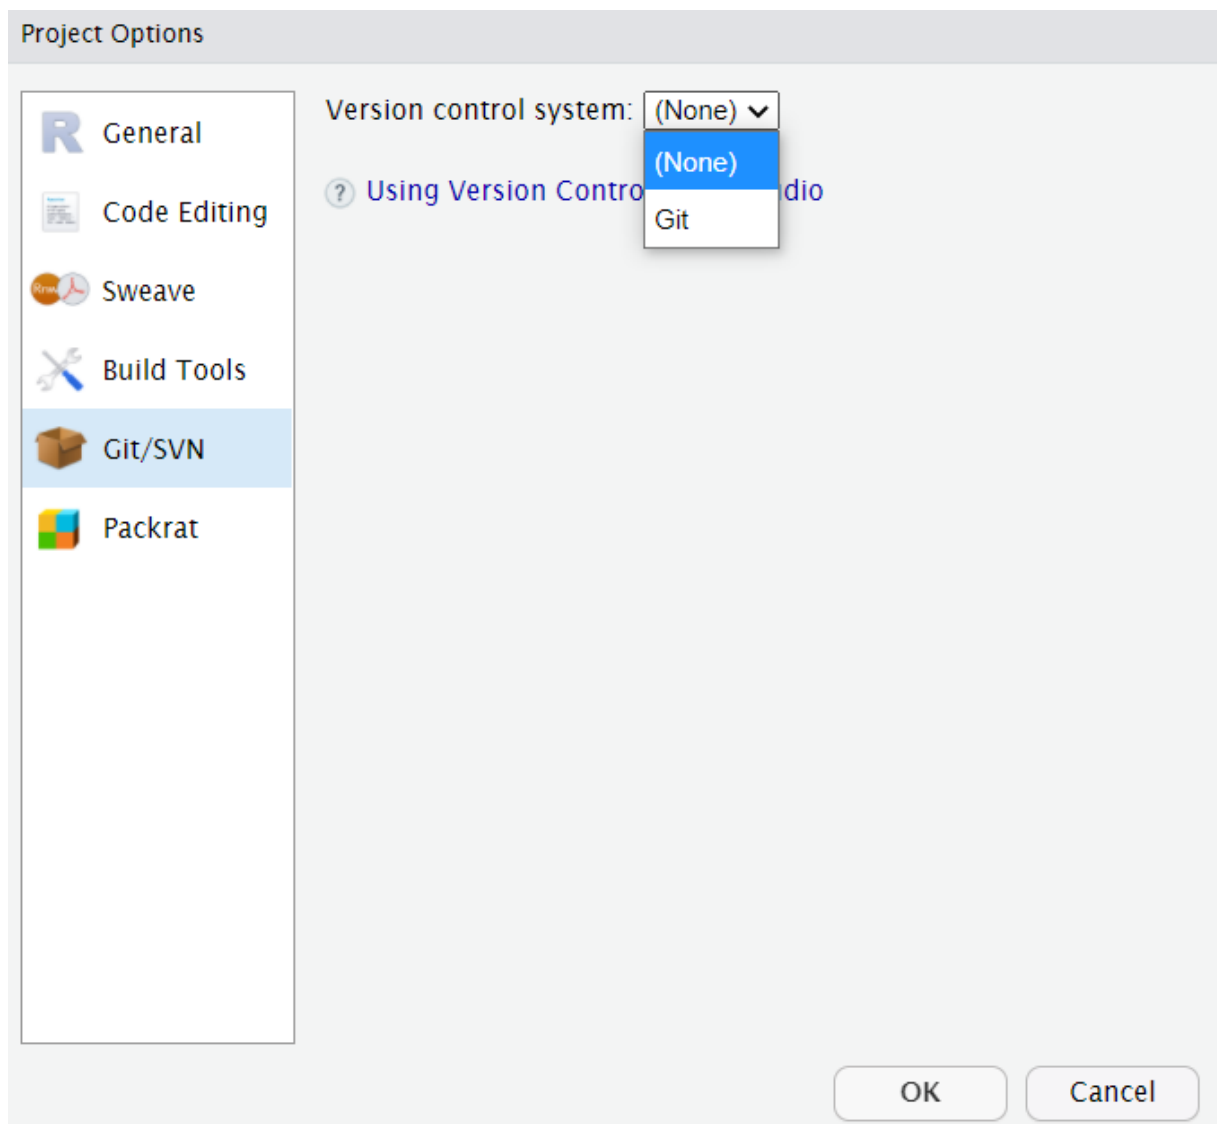 Project Options
General
Code Editing
Sweave
Build Tools
Git/SVN
Packrat
Version control system: (None)
(None)
Git
Using Version Contro dio
OK
Cancel